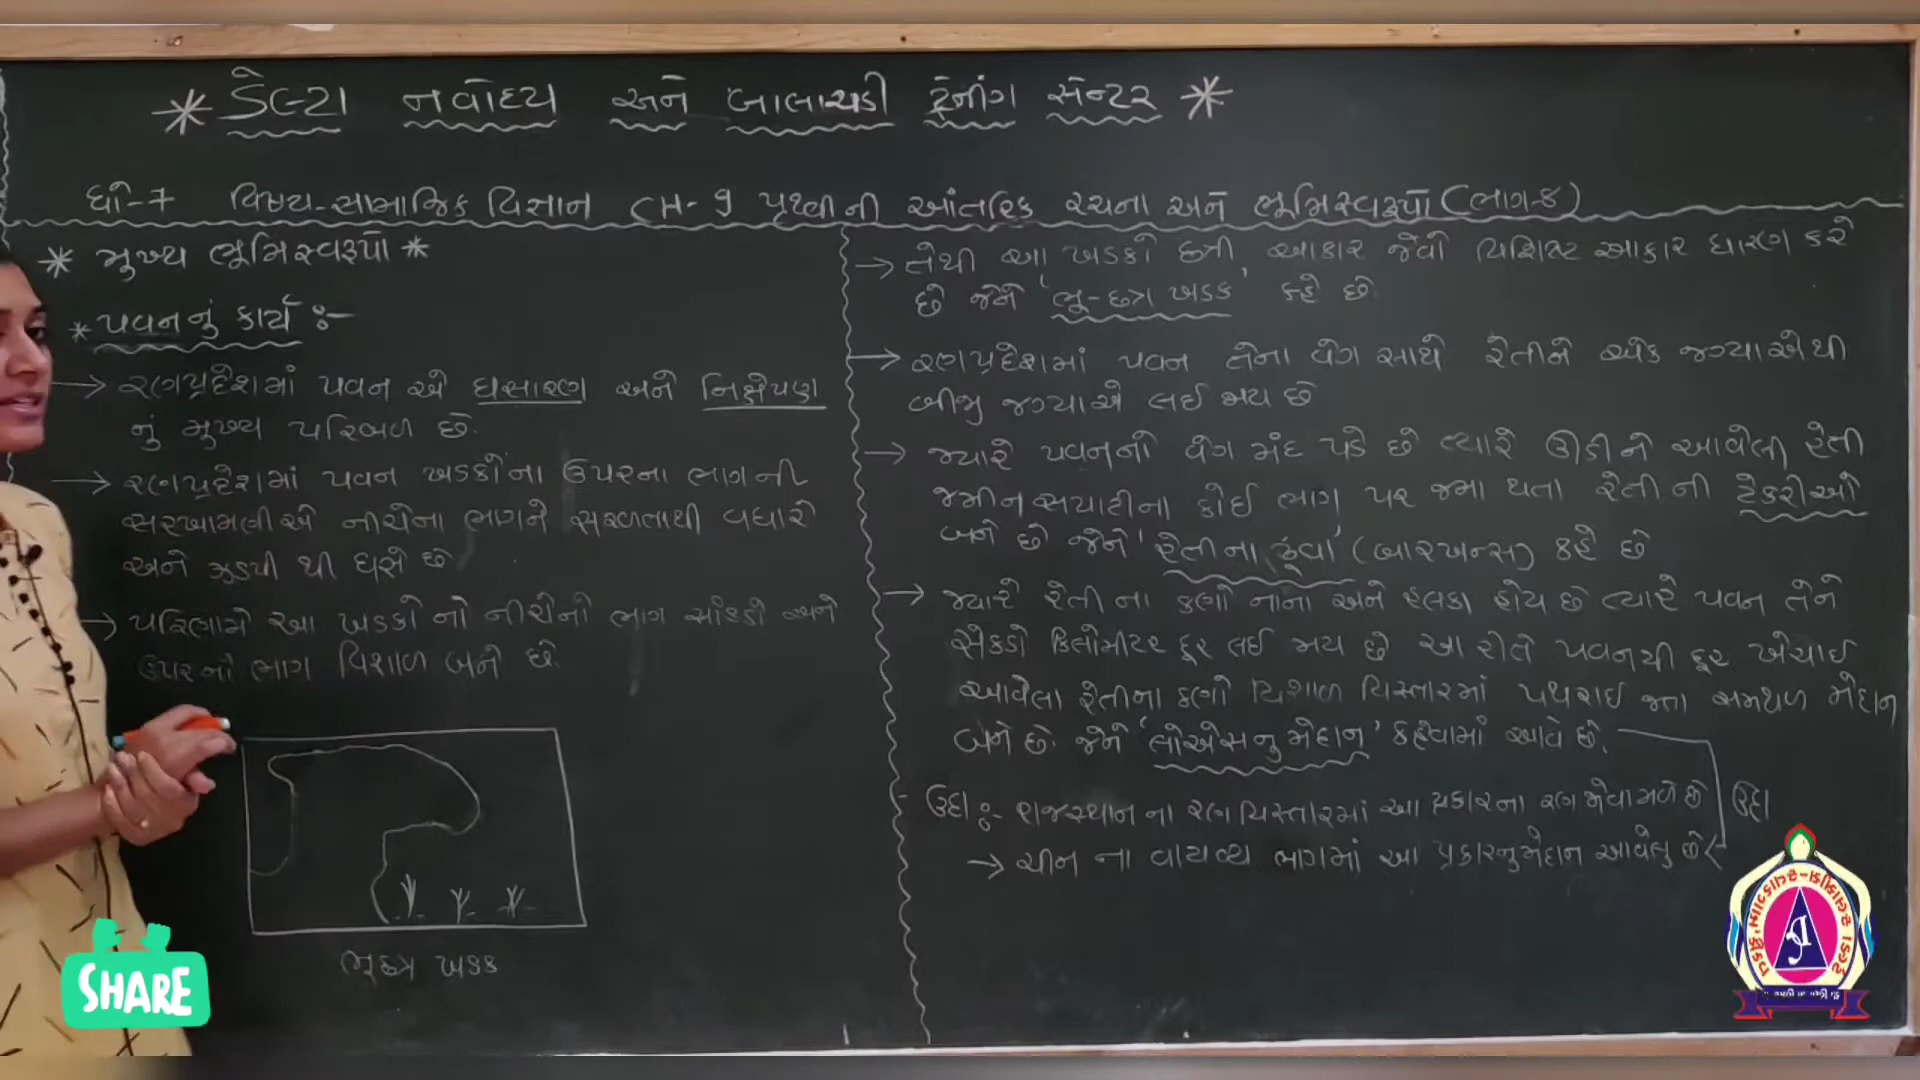 * ડેલ્ટા નવોદય અને બાલાચડી ટ્રેનીંગ સેન્ટર *
ધો-7 વિષય-સામાજિક વિજ્ઞાન CH-9 પૃથ્વીની આંતરિક રચના અને ભૂમિસ્વરૂપો (ભાગ-૪)
* મુખ્ય ભૂમિસ્વરૂપો *
* પવનનું કાર્ય :-
→ રણપ્રદેશમાં પવન એ ઘસારણ અને નિક્ષેપણ
નું મુખ્ય પરિબળ છે.
→ રણપ્રદેશમાં પવન ખડકોના ઉપરના ભાગની
સરખામણીએ નીચેના ભાગને સરળતાથી વધારે
અને ઝડપી થી ઘસે છે
→ પરિણામે આ ખડકોનો નીચેનો ભાગ સાંકડો અને
ઉપરનો ભાગ વિશાળ બને છે.
ભૂછત્ર ખડક
→ તેથી આ ખડકો છત્રી આકાર જેવો વિશિષ્ટ આકાર ધારણ કરે
છે જેને 'ભૂ-છત્ર ખડક' કહે છે.
→ રણપ્રદેશમાં પવન તેના વેગ સાથે રેતીને એક જગ્યાએથી
બીજી જગ્યાએ લઈ જાય છે
→ જ્યારે પવનનો વેગ મંદ પડે છે ત્યારે ઊડીને આવેલી રેતી
જમીન સપાટીના કોઈ ભાગ પર જમા થતા રેતી ની ટેકરીઓ
બને છે જેને 'રેતીના ઢૂવા' (બારખન્સ) કહે છે
→ જ્યારે રેતી ના કણો નાના અને હલકા હોય છે ત્યારે પવન તેને
સેંકડો કિલોમીટર દૂર લઈ જાય છે આ રીતે પવનથી દૂર ખેંચાઈ
આવેલા રેતીના કણો વિશાળ વિસ્તારમાં પથરાઈ જતા સમથળ મેદાન
બને છે. જેને 'લોએસનું મેદાન' કહેવામાં આવે છે.
ઉદા :- રાજસ્થાન ના રણ વિસ્તારમાં આ પ્રકારના રણ જોવા મળે છે ઉદા
→ ચીન ના વાયવ્ય ભાગમાં આ પ્રકારનું મેદાન આવેલુ છે
SHARE